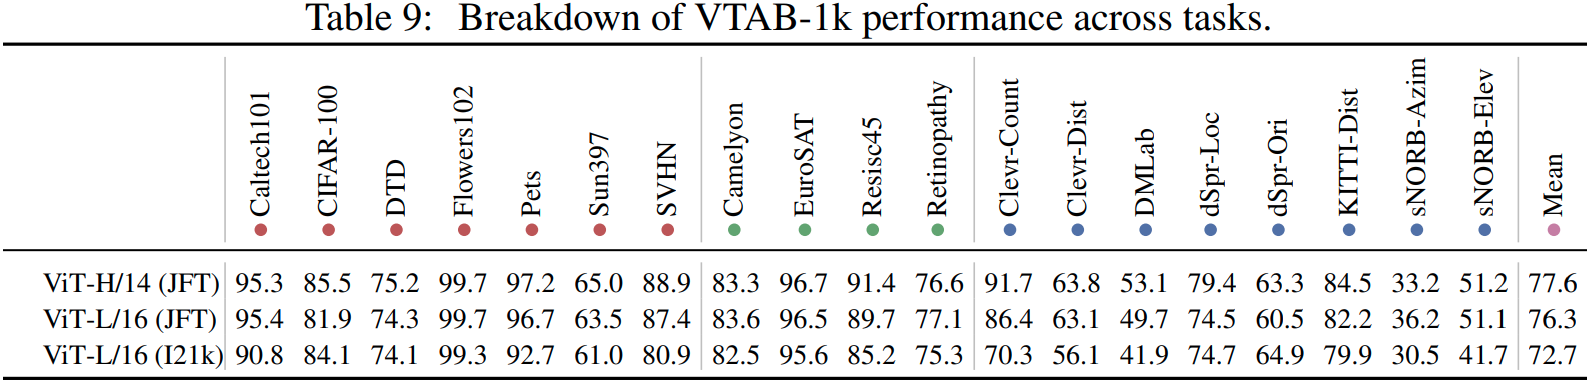 Table 9: Breakdown of VTAB-1k performance across tasks.
Caltech101 CIFAR-100 DTD Flowers102 Pets Sun397 SVHN Camelyon EuroSAT Resisc45 Retinopathy Clevr-Count Clevr-Dist DMLab dSpr-Loc dSpr-Ori KITTI-Dist sNORB-Azim sNORB-Elev Mean
ViT-H/14 (JFT) 95.3 85.5 75.2 99.7 97.2 65.0 88.9 83.3 96.7 91.4 76.6 91.7 63.8 53.1 79.4 63.3 84.5 33.2 51.2 77.6
ViT-L/16 (JFT) 95.4 81.9 74.3 99.7 96.7 63.5 87.4 83.6 96.5 89.7 77.1 86.4 63.1 49.7 74.5 60.5 82.2 36.2 51.1 76.3
ViT-L/16 (I21k) 90.8 84.1 74.1 99.3 92.7 61.0 80.9 82.5 95.6 85.2 75.3 70.3 56.1 41.9 74.7 64.9 79.9 30.5 41.7 72.7